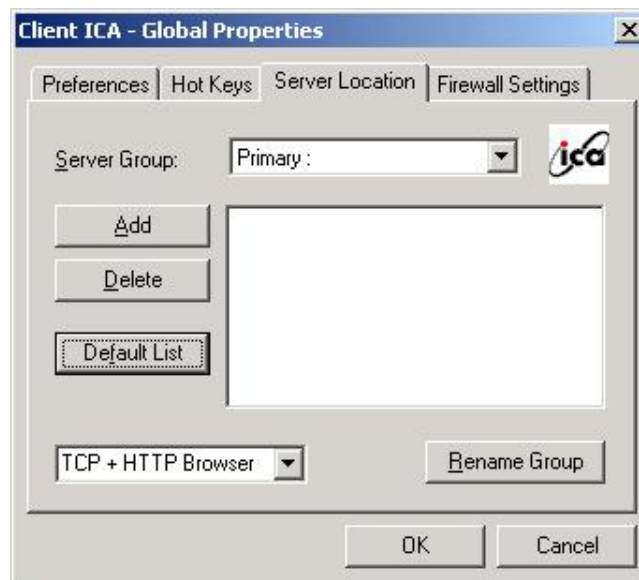 Client ICA - Global Properties
Preferences Hot Keys Server Location Firewall Settings
Server Group: Primary : ica
Add
Delete
Default List
TCP + HTTP Browser Rename Group
OK Cancel